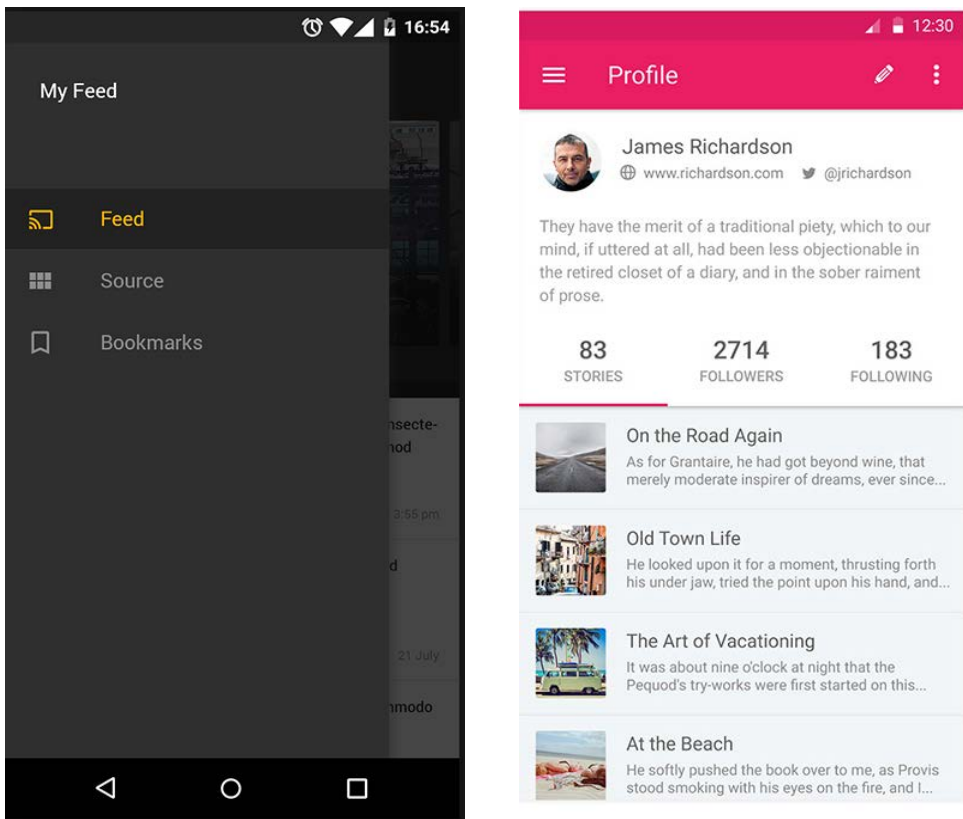 16:54
My Feed
Feed
Source
Bookmarks
nsecte-
nod
3:55 pm
d
21 July
mmodo
12:30
Profile
James Richardson
www.richardson.com @jrichardson
They have the merit of a traditional piety, which to our
mind, if uttered at all, had been less objectionable in
the retired closet of a diary, and in the sober raiment
of prose.
83 2714 183
STORIES FOLLOWERS FOLLOWING
On the Road Again
As for Grantaire, he had got beyond wine, that
merely moderate inspirer of dreams, ever since...
Old Town Life
He looked upon it for a moment, thrusting forth
his under jaw, tried the point upon his hand, and...
The Art of Vacationing
It was about nine o'clock at night that the
Pequod's try-works were first started on this...
At the Beach
He softly pushed the book over to me, as Provis
stood smoking with his eyes on the fire, and I...